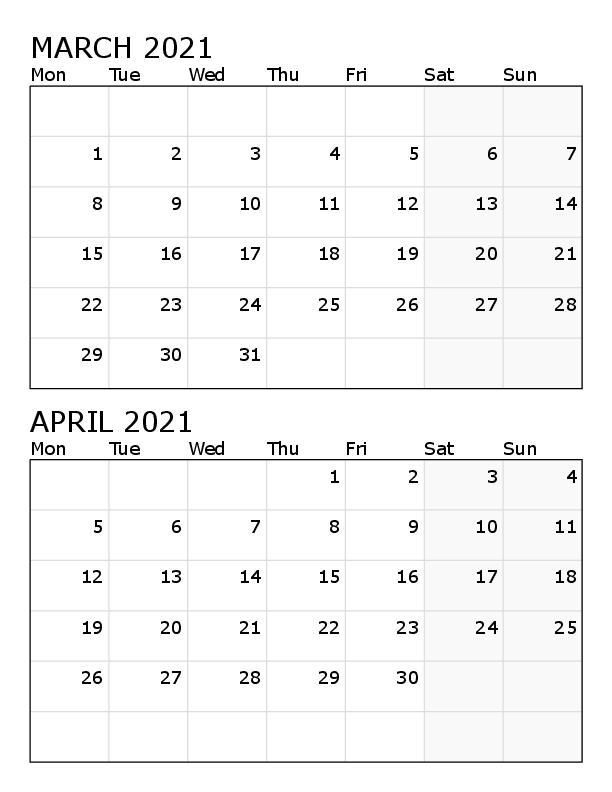 MARCH 2021
Mon Tue Wed Thu Fri Sat Sun
1 2 3 4 5 6 7
8 9 10 11 12 13 14
15 16 17 18 19 20 21
22 23 24 25 26 27 28
29 30 31
APRIL 2021
Mon Tue Wed Thu Fri Sat Sun
1 2 3 4
5 6 7 8 9 10 11
12 13 14 15 16 17 18
19 20 21 22 23 24 25
26 27 28 29 30